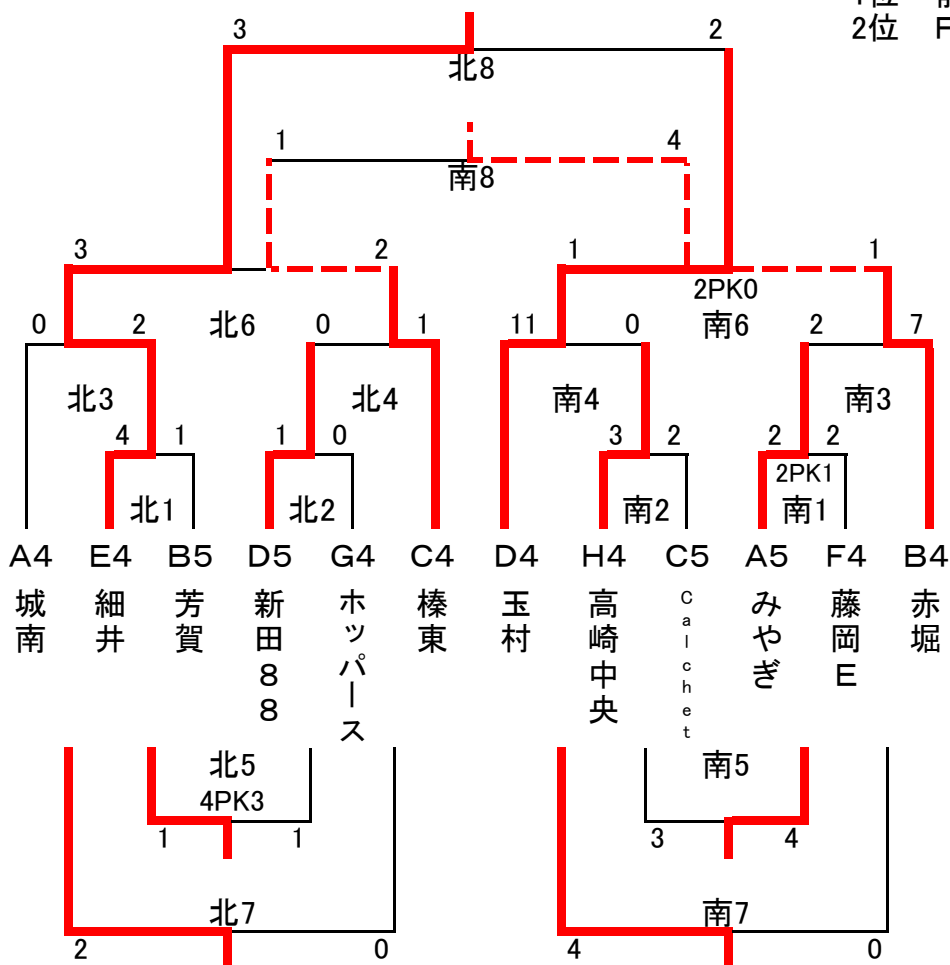 3 2
2位 F
北8
1 4
南8
3 2 1 1
2PK0
0 2 北6 0 1 11 0 南6 2 7
北3 北4 南4 南3
4 1 1 0 3 2 2 2
2PK1
北1 北2 南2 南1
A4 E4 B5 D5 G4 C4 D4 H4 C5 A5 F4 B4
城南
細井
芳賀
新田88
ホッパース
榛東
玉村
高崎中央
Calchet
みやぎ
藤岡E
赤堀
北5 南5
4PK3
1 1 3 4
北7 南7
2 0 4 0